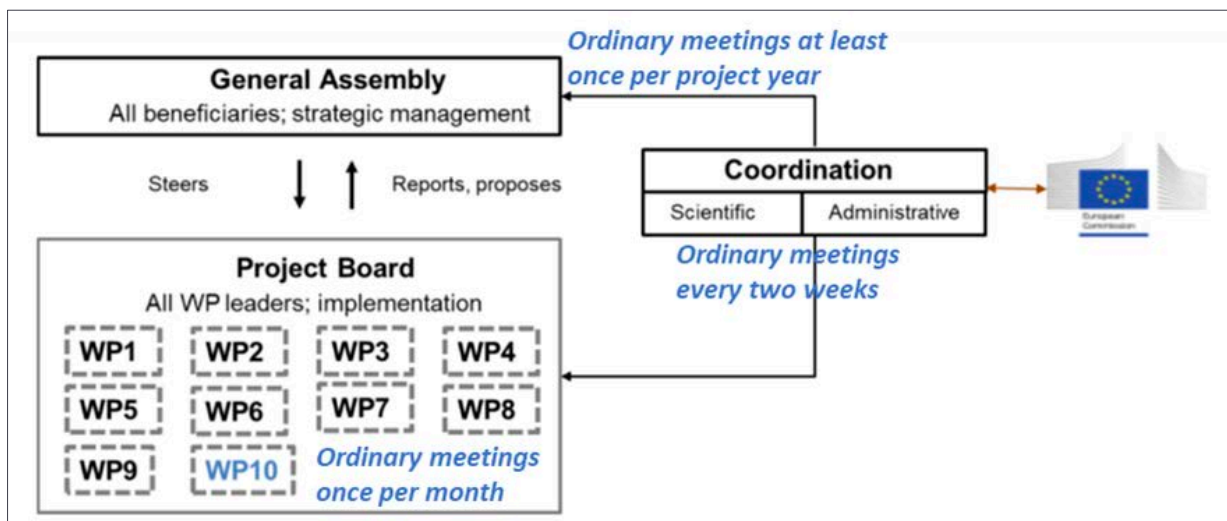 Ordinary meetings at least
once per project year
General Assembly
All beneficiaries; strategic management
Steers
Reports, proposes
Coordination
Scientific
Administrative
European
Commission
Ordinary meetings
every two weeks
Project Board
All WP leaders; implementation
WP1
WP2
WP3
WP4
WP5
WP6
WP7
WP8
WP9
WP10
Ordinary meetings
once per month